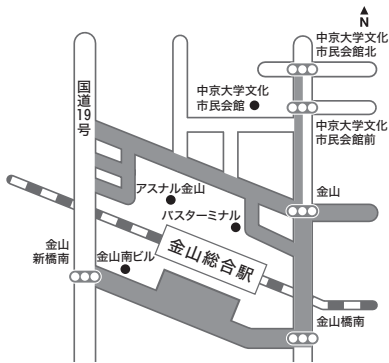 N
中京大学文化
市民会館北
国道19号
中京大学文化
市民会館
中京大学文化
市民会館前
アスナル金山
金山
バスターミナル
金山
新橋南
金山南ビル
金山総合駅
金山橋南